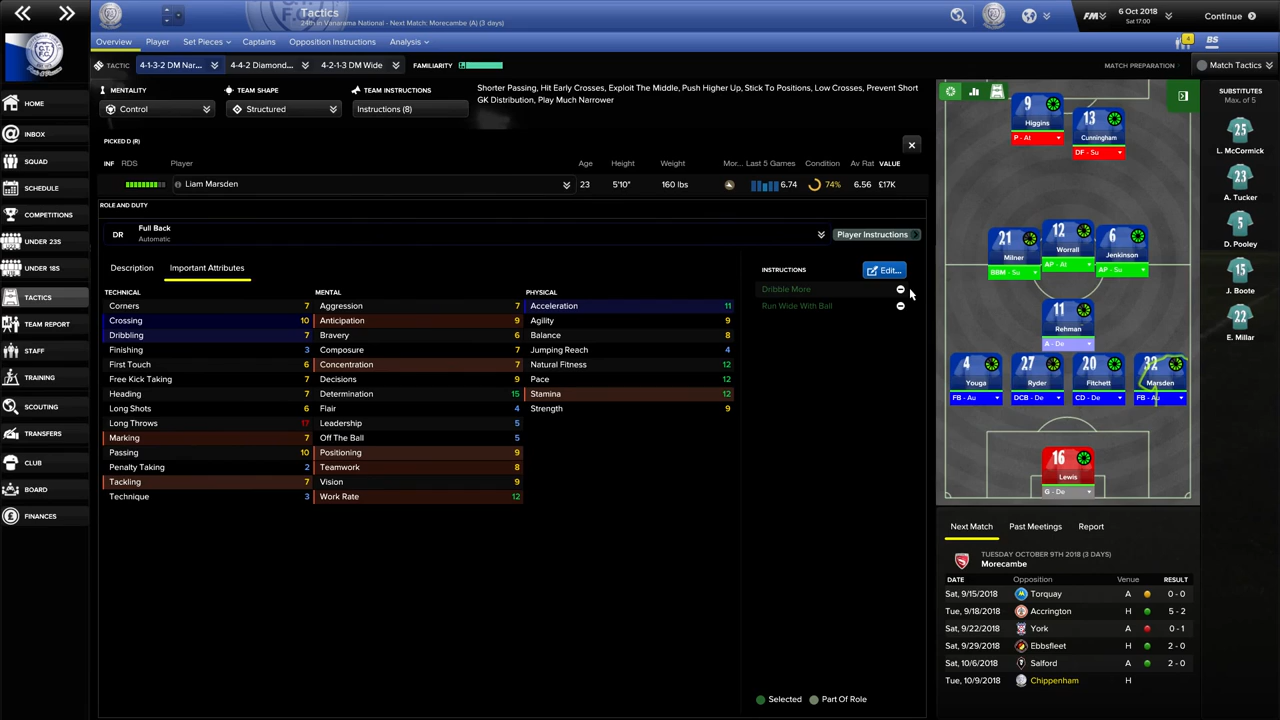 Tactics
24th in Vanarama National - Next Match: Morecambe (3 days)
FM
6 Oct 2018
Sat 17:00
Continue
Overview
Player
Set Pieces
Captains
Opposition Instructions
Analysis
4
BS
TACTIC
4-1-3-2 DM Nar...
4-4-2 Diamond...
4-2-1-3 DM Wide
FAMILIARITY
MATCH PREPARATION:
Match Tactics
MENTALITY
Control
TEAM SHAPE
Structured
TEAM INSTRUCTIONS
Instructions (8)
Shorter Passing, Hit Early Crosses, Exploit The Middle, Push Higher Up, Stick To Positions, Low Crosses, Prevent Short
GK Distribution, Play Much Narrower
HOME
INBOX
SQUAD
SCHEDULE
COMPETITIONS
UNDER 23S
UNDER 18S
TACTICS
TEAM REPORT
STAFF
TRAINING
SCOUTING
TRANSFERS
CLUB
BOARD
FINANCES
PICKED D (R)
INF RDS Player Age Height Weight Mor... Last 5 Games Condition Av Rat VALUE
Liam Marsden 23 5'10" 160 lbs 6.74 74% 6.56 £17K
ROLE AND DUTY
DR
Full Back
Automatic
Player Instructions
Description
Important Attributes
TECHNICAL
Corners 7
Crossing 10
Dribbling 7
Finishing 3
First Touch 6
Free Kick Taking 7
Heading 7
Long Shots 6
Long Throws 17
Marking 7
Passing 10
Penalty Taking 2
Tackling 7
Technique 3
MENTAL
Aggression 7
Anticipation 9
Bravery 6
Composure 7
Concentration 7
Decisions 9
Determination 15
Flair 4
Leadership 5
Off The Ball 5
Positioning 9
Teamwork 8
Vision 9
Work Rate 12
PHYSICAL
Acceleration 11
Agility 9
Balance 8
Jumping Reach 4
Natural Fitness 12
Pace 12
Stamina 12
Strength 9
INSTRUCTIONS
Edit...
Dribble More
Run Wide With Ball
Selected
Part Of Role
9
Higgins
P - At
13
Cunningham
DF - Su
21
Milner
BBM - Su
12
Worrall
AP - At
6
Jenkinson
AP - Su
11
Rehman
A - De
4
Youga
FB - Au
27
Ryder
DCB - De
20
Fitchett
CD - De
32
Marsden
FB - Au
16
Lewis
G - De
SUBSTITUTES
Max. of 5
25
L. McCormick
23
A. Tucker
5
D. Pooley
15
J. Boote
22
E. Millar
Next Match
Past Meetings
Report
TUESDAY OCTOBER 9TH 2018 (3 DAYS)
Morecambe
DATE Opposition Venue RESULT
Sat, 9/15/2018 Torquay A 0 - 0
Tue, 9/18/2018 Accrington H 5 - 2
Sat, 9/22/2018 York A 0 - 1
Sat, 9/29/2018 Ebbsfleet H 2 - 0
Sat, 10/6/2018 Salford A 2 - 0
Tue, 10/9/2018 Chippenham H